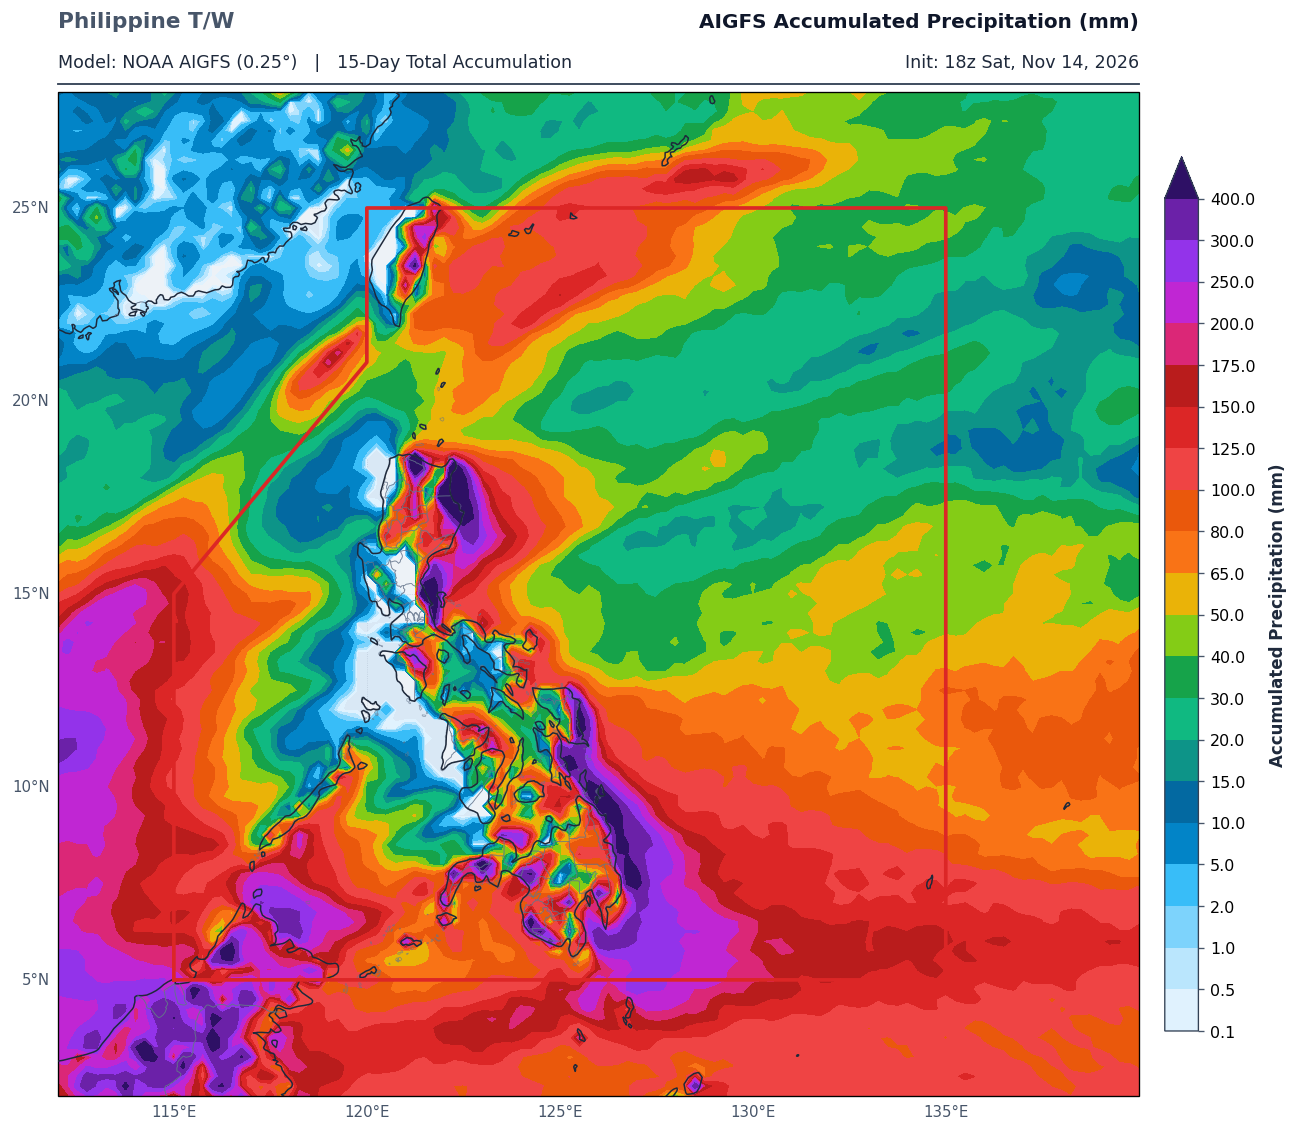 Philippine T/W
AIGFS Accumulated Precipitation (mm)
Model: NOAA AIGFS (0.25°)   |   15-Day Total Accumulation
Init: 18z Sat, Nov 14, 2026
25°N
20°N
15°N
10°N
5°N
115°E
120°E
125°E
130°E
135°E
400.0
300.0
250.0
200.0
175.0
150.0
125.0
100.0
80.0
65.0
50.0
40.0
30.0
20.0
15.0
10.0
5.0
2.0
1.0
0.5
0.1
Accumulated Precipitation (mm)